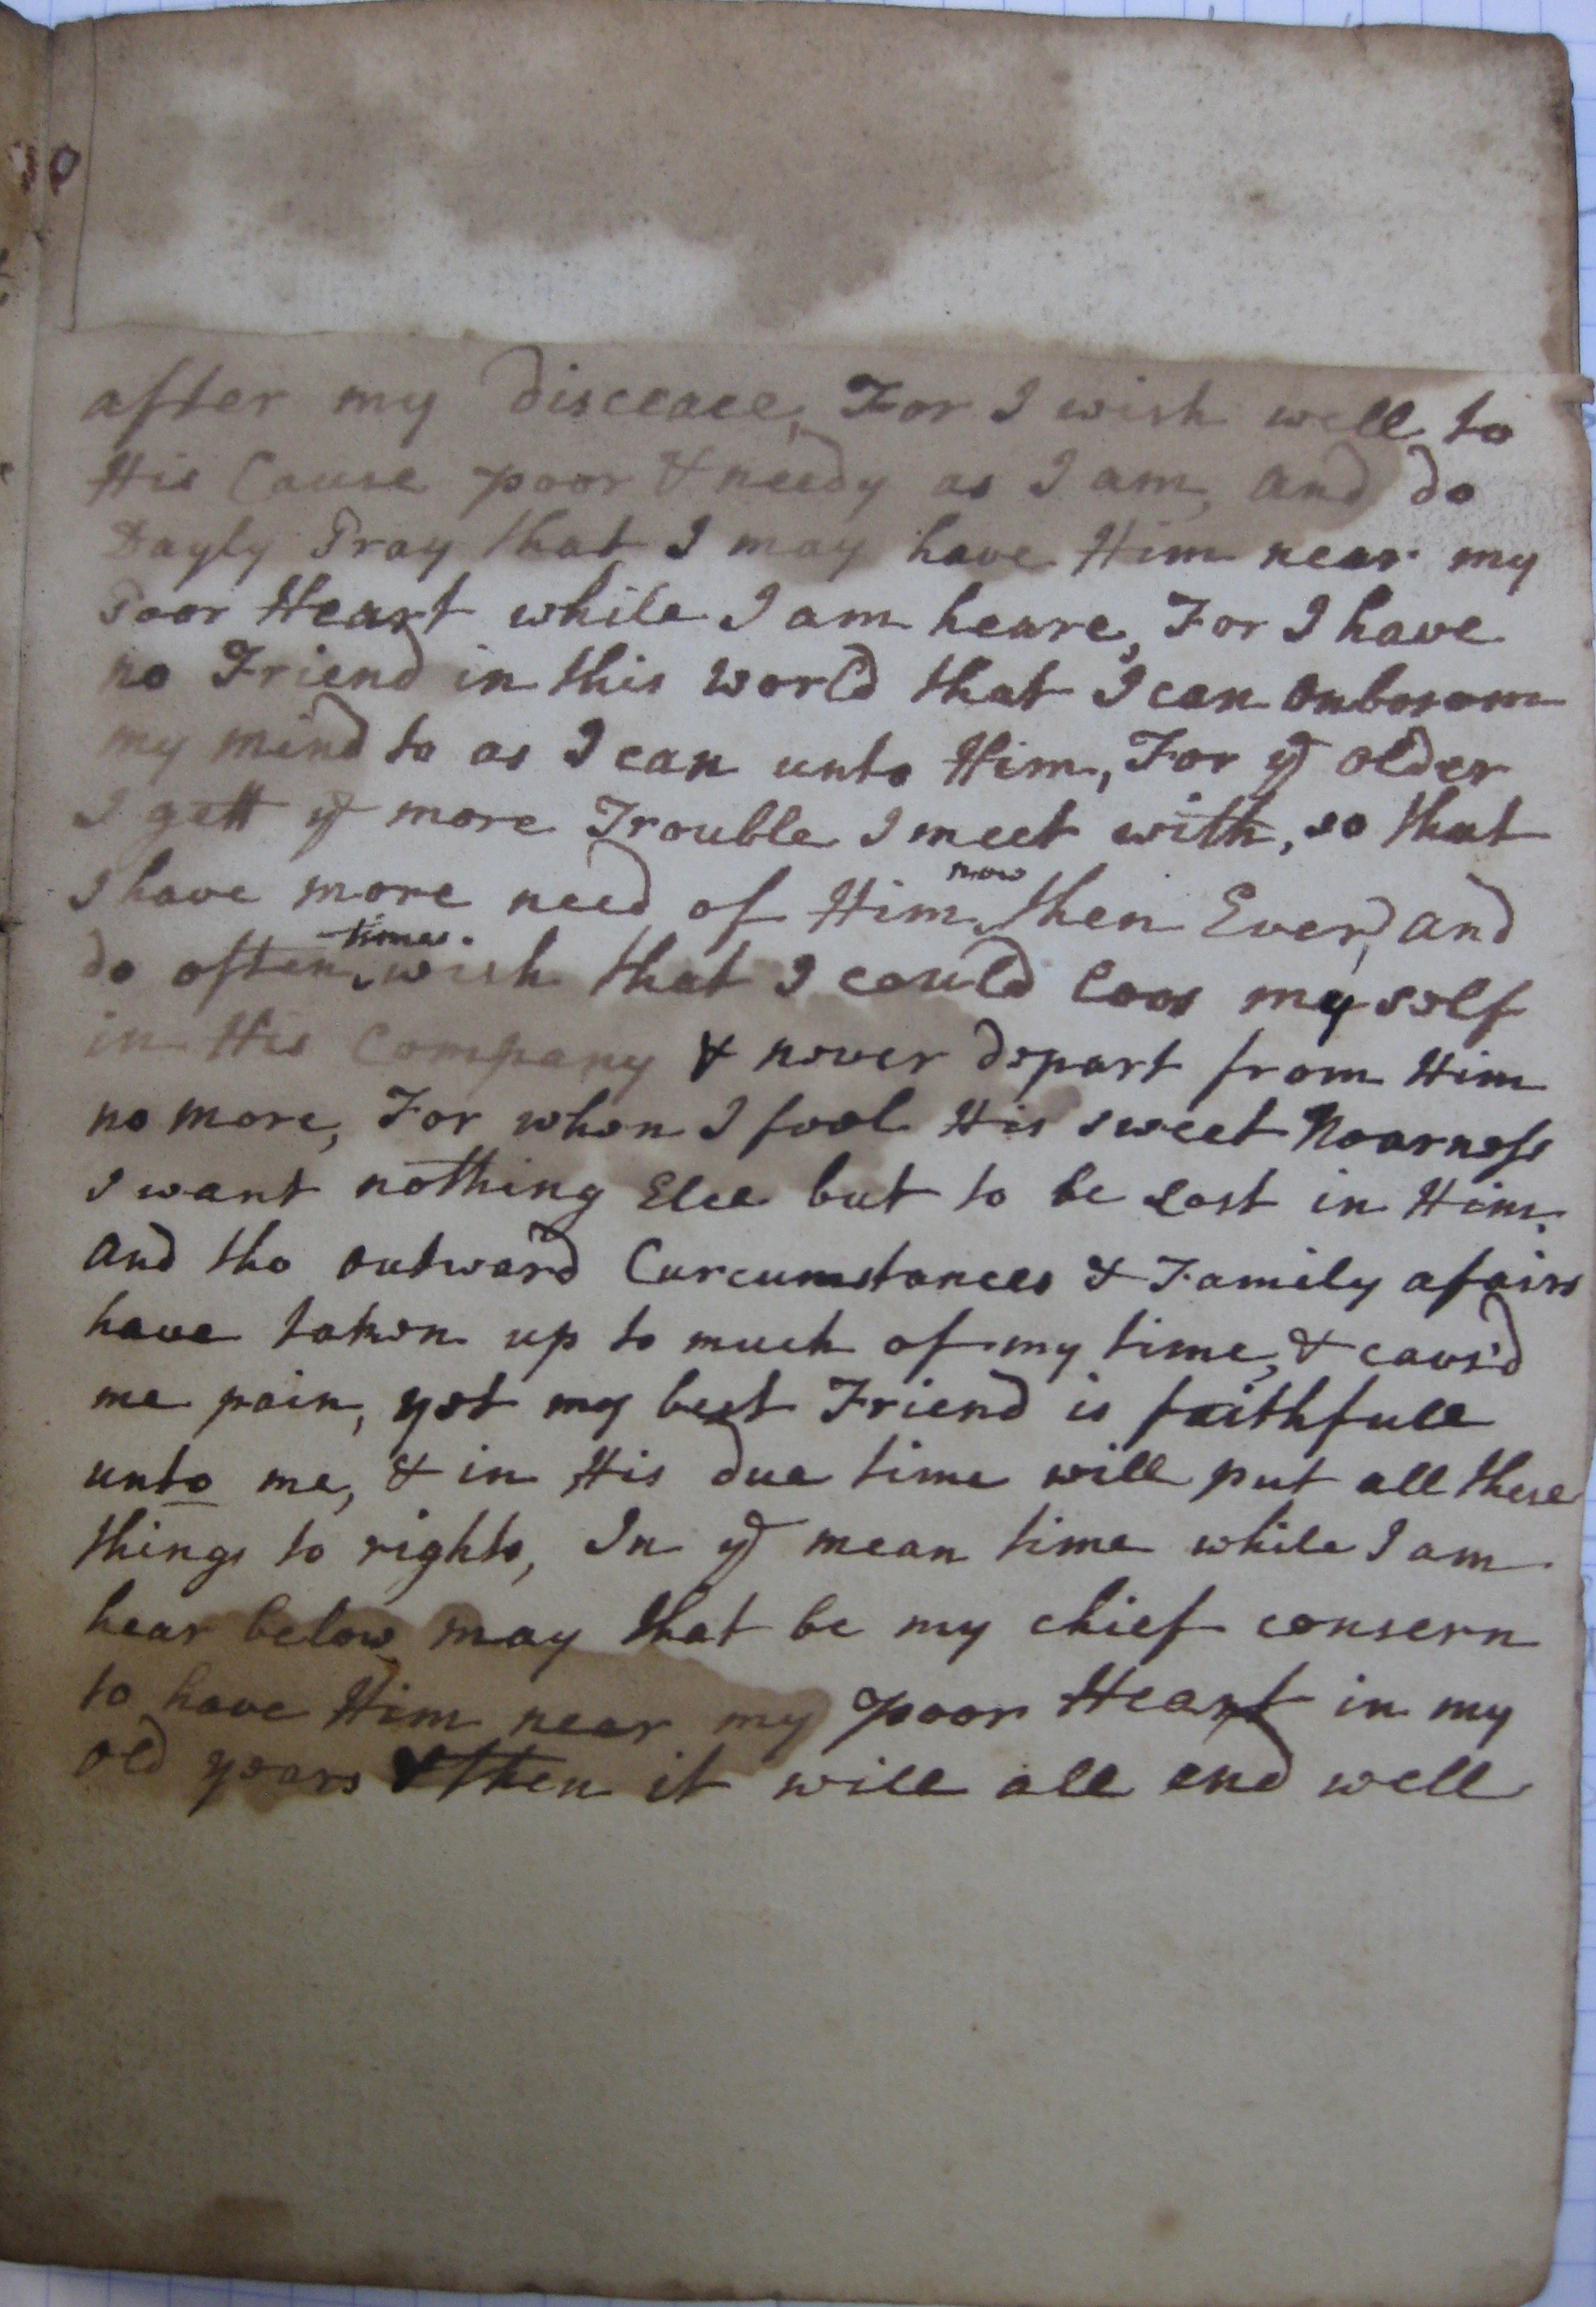 after my disceace, For I wish well to
His Cause poor & needy as I am, and do
Dayly Pray that I may have Him near my
Poor Heart while I am heare, For I have
no Friend in this World that I can onbosom
my mind to as I can unto Him, For ye older
I gett ye more Trouble I meet with, so that
I have more need of Him now then Ever, and
do often times wish that I could loos myself
in His Company & never depart from Him
no more, For when I feel His sweet Nearness
I want nothing Elce but to be Lost in Him.
and tho outward Curcumstances & Family afairs
have taken up to much of my time, & caus'd
me pain, yet my best Friend is faithfull
unto me, & in His due time will put all these
things to rights, In ye mean time while I am
hear below may that be my chief consern
to have Him near my poor Heart in my
old years & then it will all end well